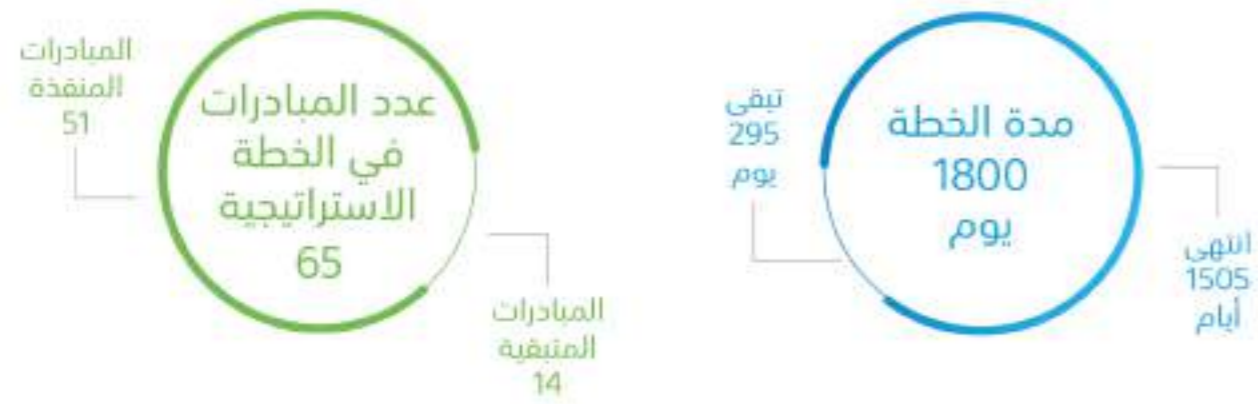 مدة الخطة
1800
يوم
انتهى
1505
أيام
تبقى
295
يوم
عدد المبادرات
في الخطة
الاستراتيجية
65
المبادرات
المنفذة
51
المبادرات
المتبقية
14